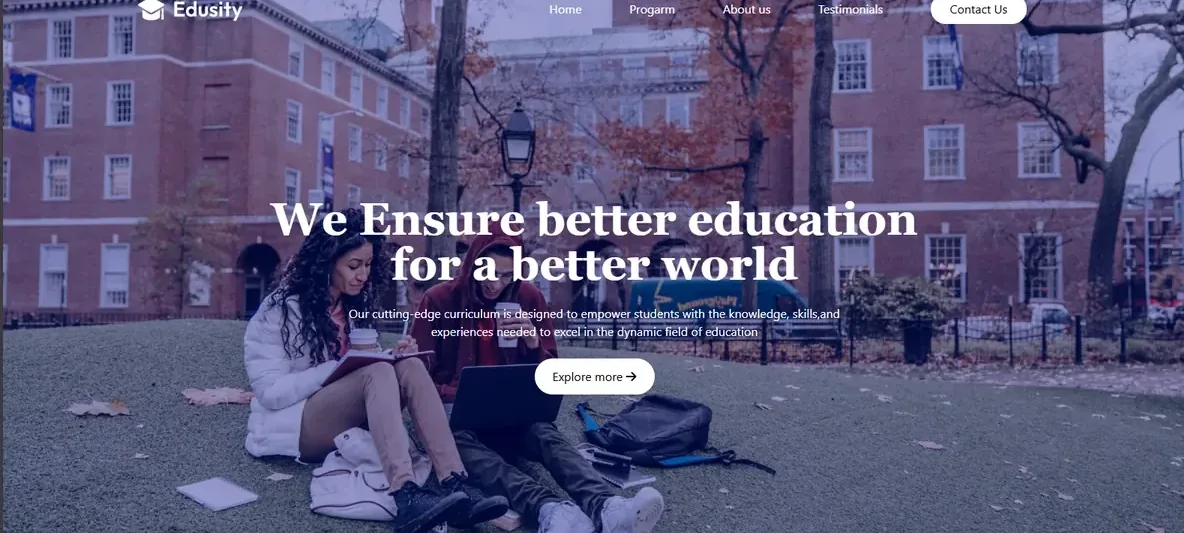 Edusity
Home Progarm About us Testimonials Contact Us
We Ensure better education
for a better world
Our cutting-edge curriculum is designed to empower students with the knowledge, skills,and
experiences needed to excel in the dynamic field of education
Explore more →